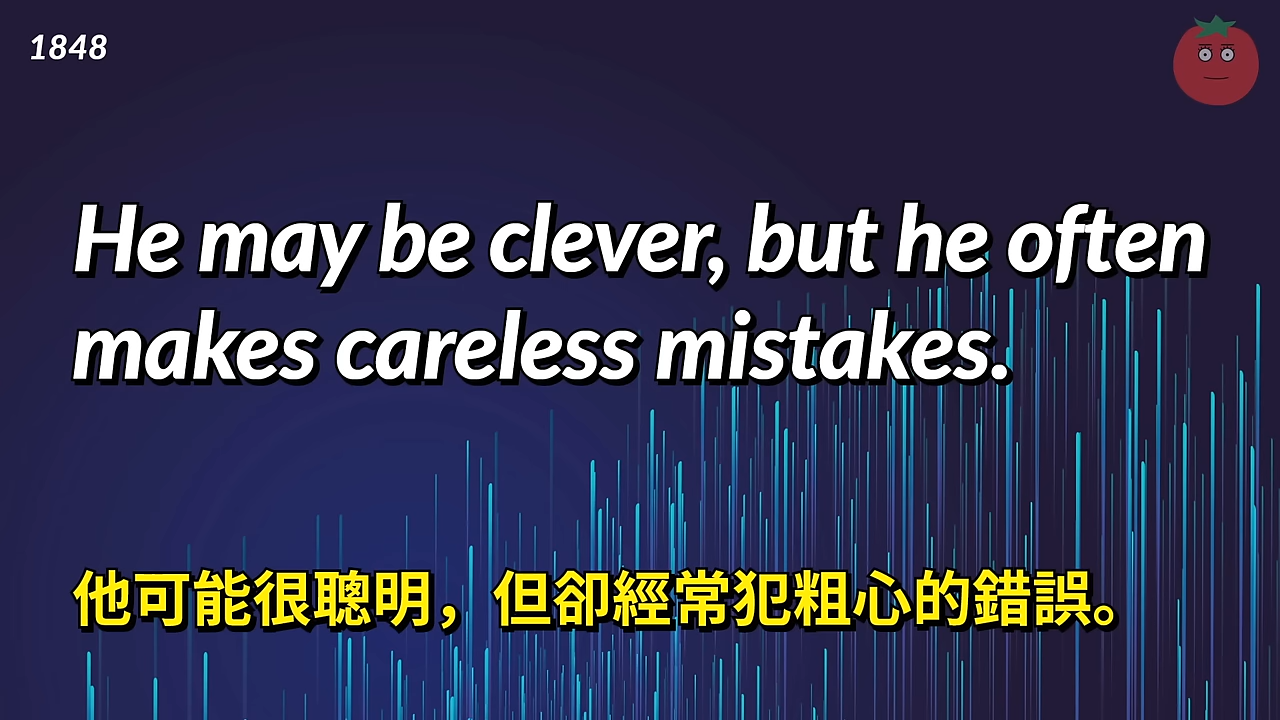 1848
He may be clever, but he often
makes careless mistakes.
他可能很聰明，但卻經常犯粗心的錯誤。